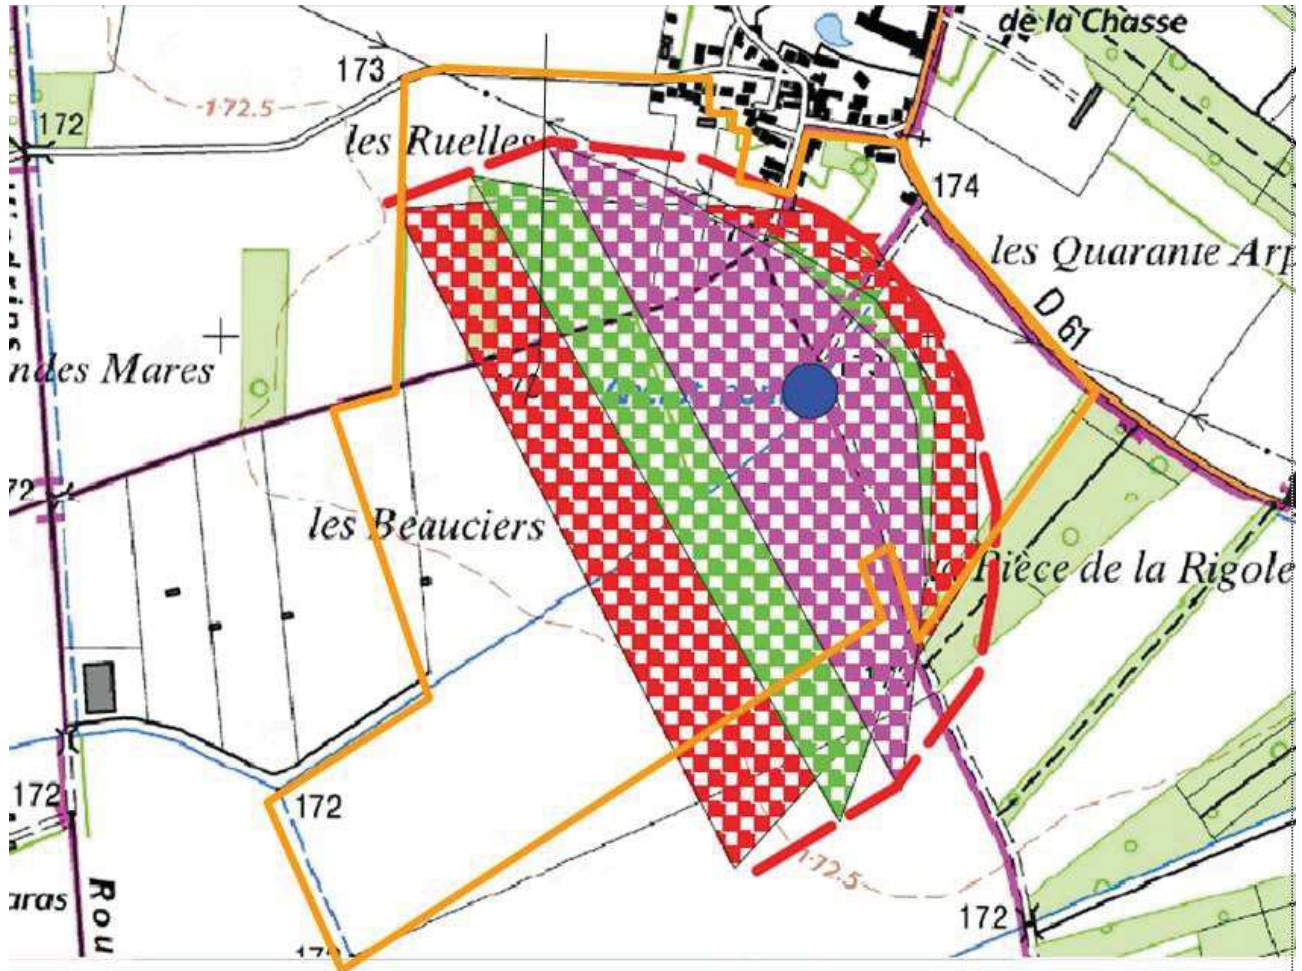 de la Chasse
173
172.5
172
les Ruelles
174
les Quarante Arp
D 61
ndes Mares
72
les Beauciers
Pièce de la Rigole
172
172
172.5
aras
Rou
172